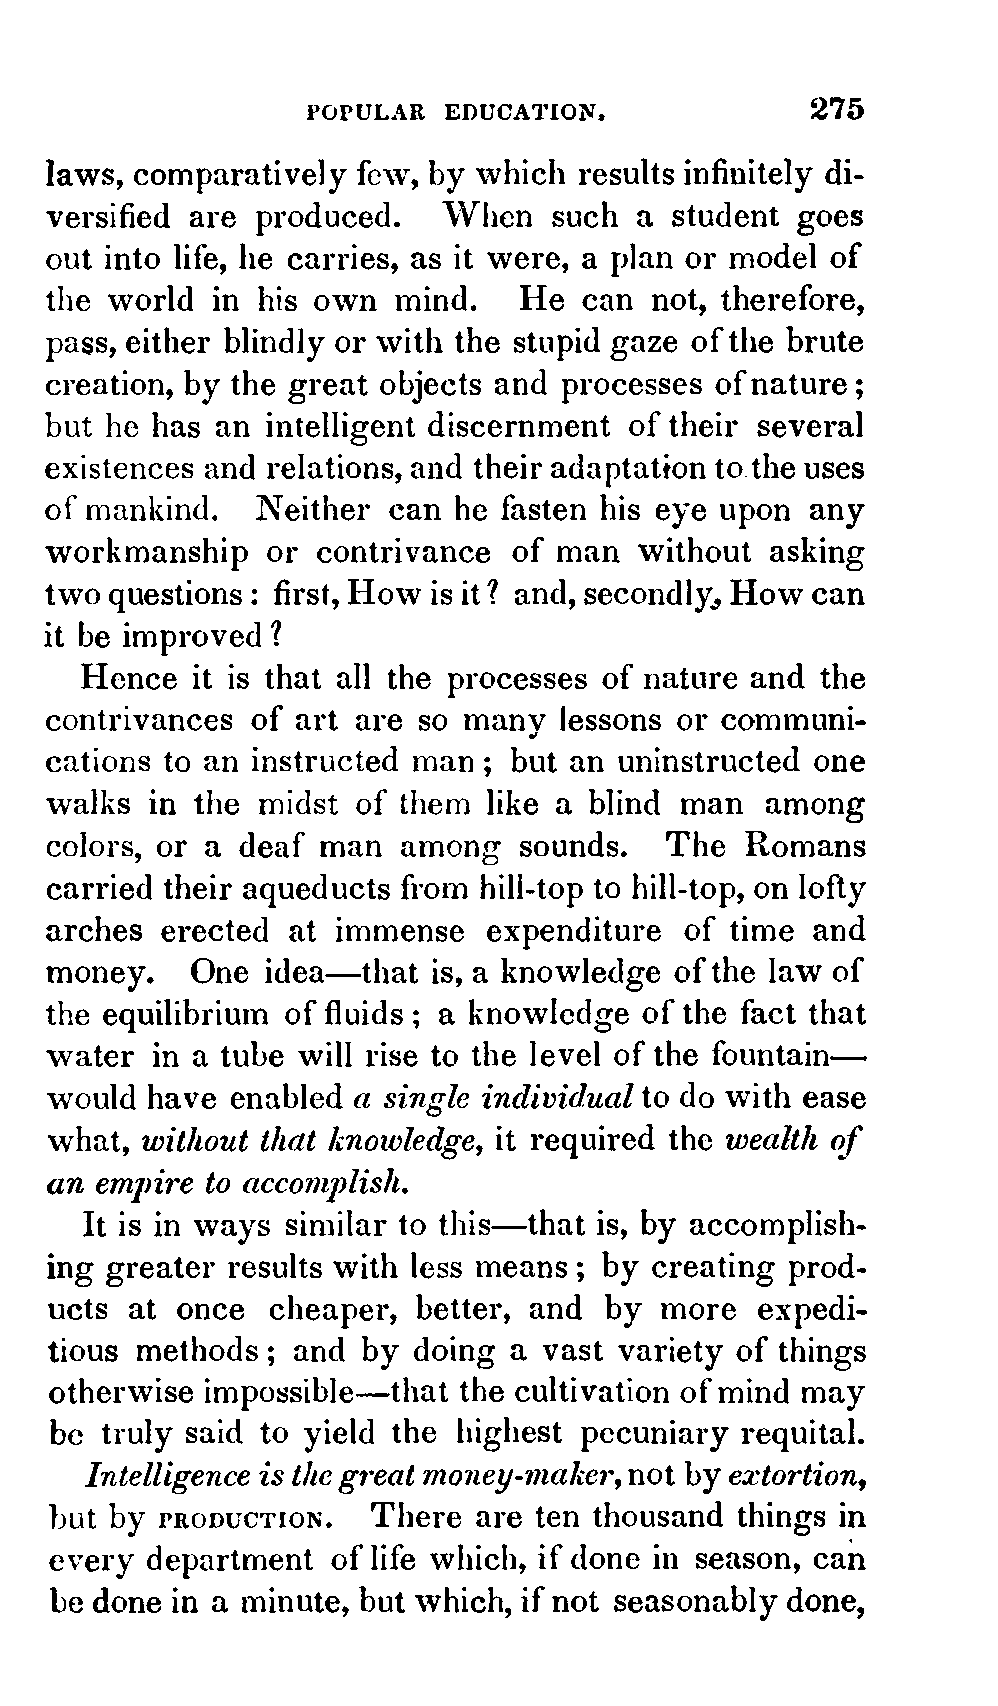 POPULAR EDUCATION. 275
laws, comparatively few, by which results infinitely di-
versified are produced. When such a student goes
out into life, he carries, as it were, a plan or model of
the world in his own mind. He can not, therefore,
pass, either blindly or with the stupid gaze of the brute
creation, by the great objects and processes of nature;
but he has an intelligent discernment of their several
existences and relations, and their adaptation to the uses
of mankind. Neither can he fasten his eye upon any
workmanship or contrivance of man without asking
two questions: first, How is it? and, secondly, How can
it be improved?
Hence it is that all the processes of nature and the
contrivances of art are so many lessons or communi-
cations to an instructed man; but an uninstructed one
walks in the midst of them like a blind man among
colors, or a deaf man among sounds. The Romans
carried their aqueducts from hill-top to hill-top, on lofty
arches erected at immense expenditure of time and
money. One idea—that is, a knowledge of the law of
the equilibrium of fluids; a knowledge of the fact that
water in a tube will rise to the level of the fountain—
would have enabled a single individual to do with ease
what, without that knowledge, it required the wealth of
an empire to accomplish.
It is in ways similar to this—that is, by accomplish-
ing greater results with less means; by creating prod-
ucts at once cheaper, better, and by more expedi-
tious methods; and by doing a vast variety of things
otherwise impossible—that the cultivation of mind may
be truly said to yield the highest pecuniary requital.
Intelligence is the great money-maker, not by extortion,
but by PRODUCTION. There are ten thousand things in
every department of life which, if done in season, can
be done in a minute, but which, if not seasonably done,